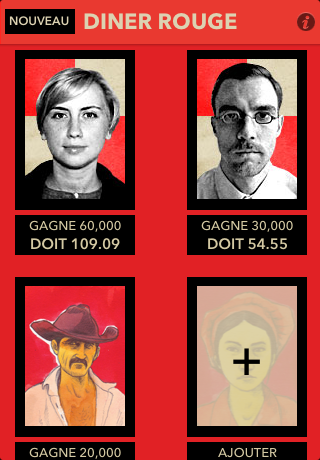 NOUVEAU DINER ROUGE
GAGNE 60,000
DOIT 109.09
GAGNE 30,000
DOIT 54.55
GAGNE 20,000
AJOUTER